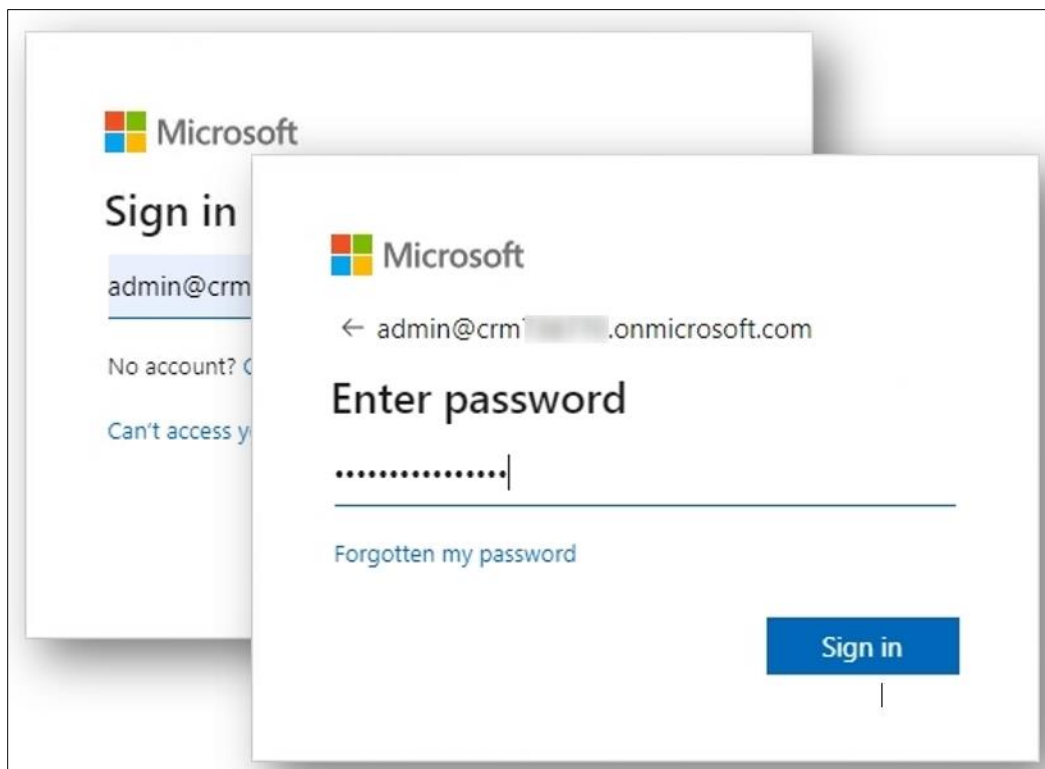 Microsoft
Sign in
admin@crm
No account?
Can't access
Microsoft
← admin@crm .onmicrosoft.com
Enter password
••••••••••••••••
Forgotten my password
Sign in